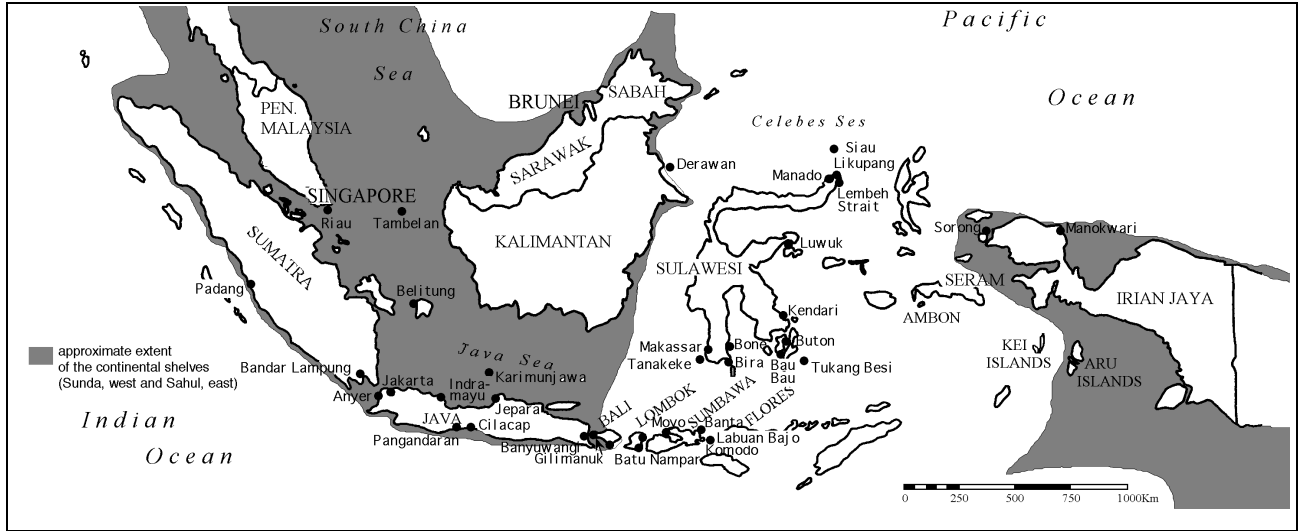 South China
Sea
Pacific
Ocean
PEN.
MALAYSIA
BRUNEI
SABAH
Celebes Ses
SARAWAK
Siau
Likupang
Manado
Lembeh
Strait
Derawan
SINGAPORE
Riau
Tambelan
KALIMANTAN
SUMATRA
SULAWESI
Luwuk
Sorong
Manokwari
SERAM
IRIAN JAYA
AMBON
Padang
Belitung
Kendari
Buton
KEI
ISLANDS
ARU
ISLANDS
Makassar
Bone
Tanakeke
Bira
Bau
Bau
Tukang Besi
approximate extent
of the continental shelves
(Sunda, west and Sahul, east)
Java Sea
Bandar Lampung
Jakarta
Anyer
Indra-
mayu
Karimunjawa
Jepara
JAVA
Pangandaran
Cilacap
BALI
LOMBOK
SUMBAWA
FLORES
Moyo
Banta
Banyuwangi
Gilimanuk
Batu Nampar
Labuan Bajo
Komodo
Indian
Ocean
0 250 500 750 1000Km